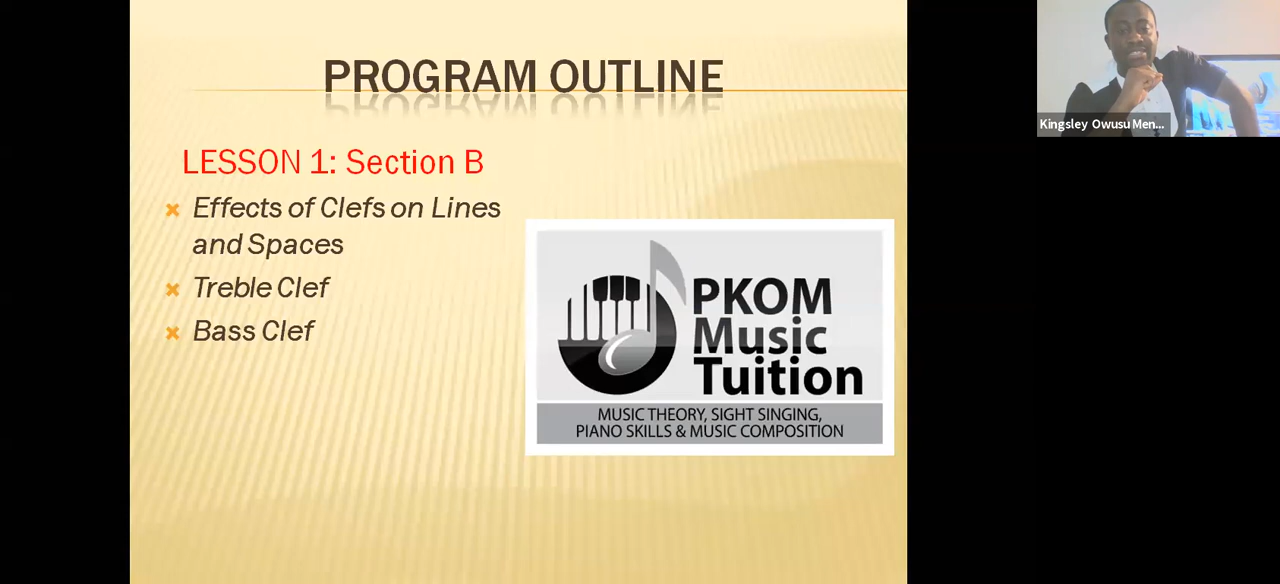 PROGRAM OUTLINE
LESSON 1: Section B
Effects of Clefs on Lines
and Spaces
Treble Clef
Bass Clef
PKOM
Music
Tuition
MUSIC THEORY, SIGHT SINGING,
PIANO SKILLS & MUSIC COMPOSITION
Kingsley Owusu Men...